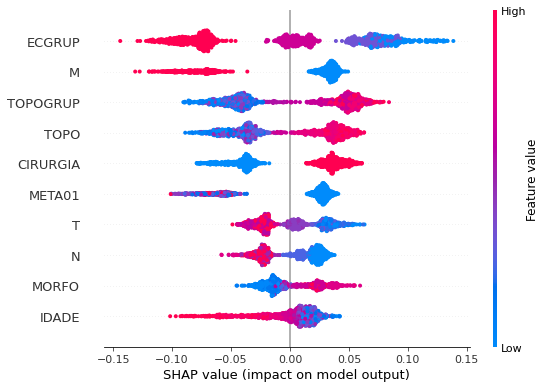 High
ECGRUP
M
TOPOGRUP
TOPO
CIRURGIA
META01
T
N
MORFO
IDADE
Feature value
Low
−0.15 −0.10 −0.05 0.00 0.05 0.10 0.15
SHAP value (impact on model output)